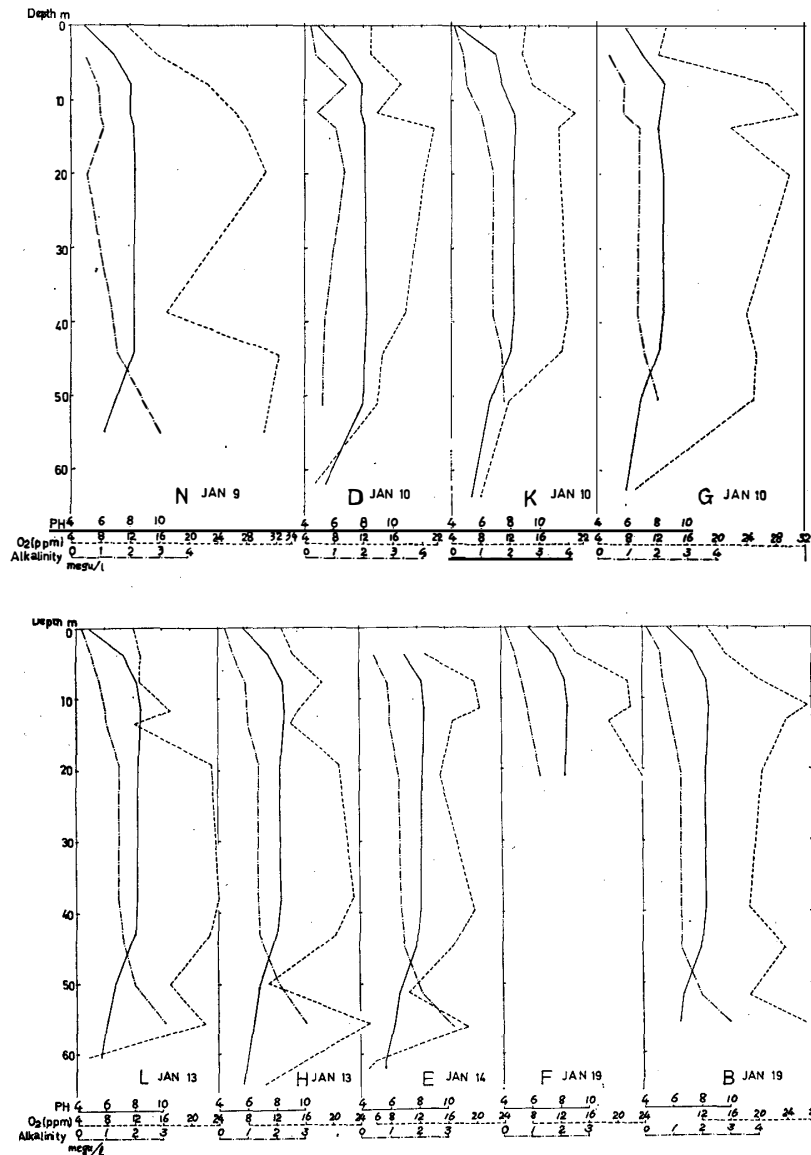 Depth m
0
10
20
30
40
50
60
N JAN 9
D JAN 10
K JAN 10
G JAN 10
PH 4 6 8 10 4 6 8 10 4 6 8 10 4 6 8 10
O2(ppm) 4 8 12 16 20 24 28 32 34 4 8 12 16 22 4 8 12 16 22 4 8 12 16 20 24 28 32
Alkalinity 0 1 2 3 4 0 1 2 3 4 0 1 2 3 4 0 1 2 3 4
megu/l
Depth m
0
10
20
30
40
50
60
L JAN 13
H JAN 13
E JAN 14
F JAN 19
B JAN 19
PH 4 6 8 10 4 6 8 10 4 6 8 10 4 6 8 10 4 6 8 10
O2(ppm) 4 8 12 16 20 24 8 12 16 20 24 8 12 16 20 24 8 12 16 20 24 12 16 20 24
Alkalinity 0 1 2 3 0 1 2 3 0 1 2 3 0 1 2 3 0 1 2 3 4
megu/l